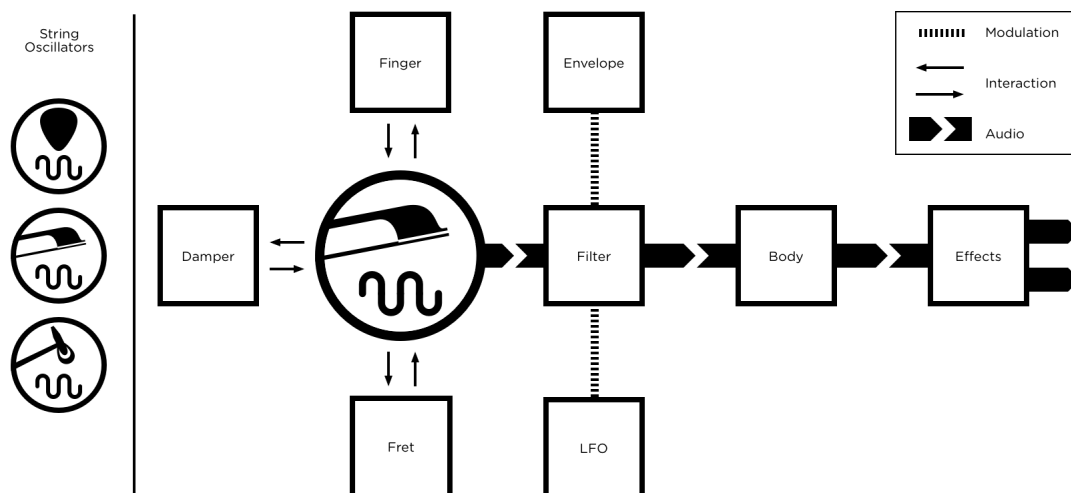 String
Oscillators
Finger
Envelope
Modulation
Interaction
Audio
Damper
Filter
Body
Effects
Fret
LFO